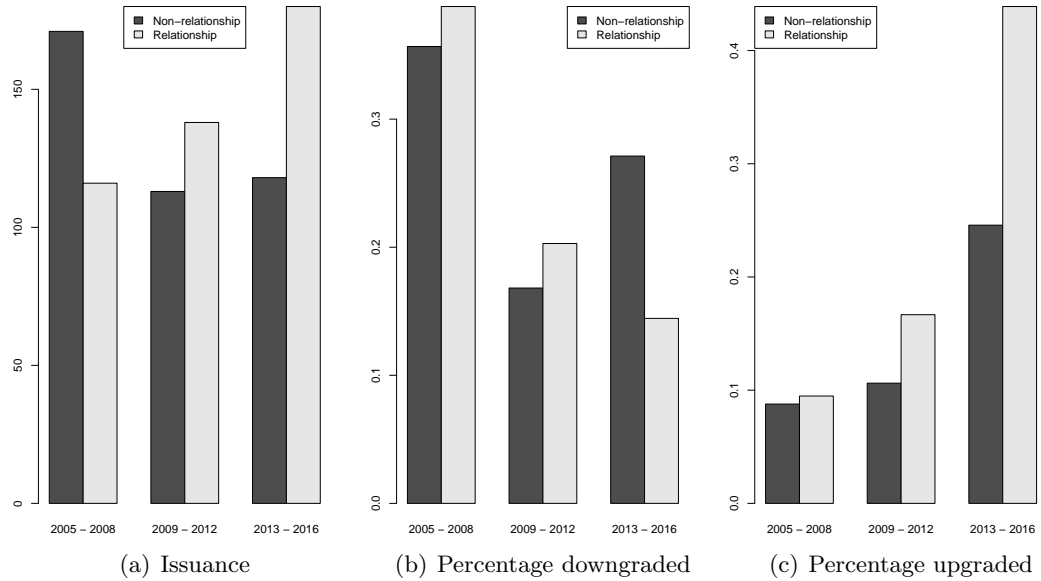 Non-relationship
Relationship
0
50
100
150
2005 − 2008
2009 − 2012
2013 − 2016
(a) Issuance
Non-relationship
Relationship
0.0
0.1
0.2
0.3
2005 − 2008
2009 − 2012
2013 − 2016
(b) Percentage downgraded
Non-relationship
Relationship
0.0
0.1
0.2
0.3
0.4
2005 − 2008
2009 − 2012
2013 − 2016
(c) Percentage upgraded